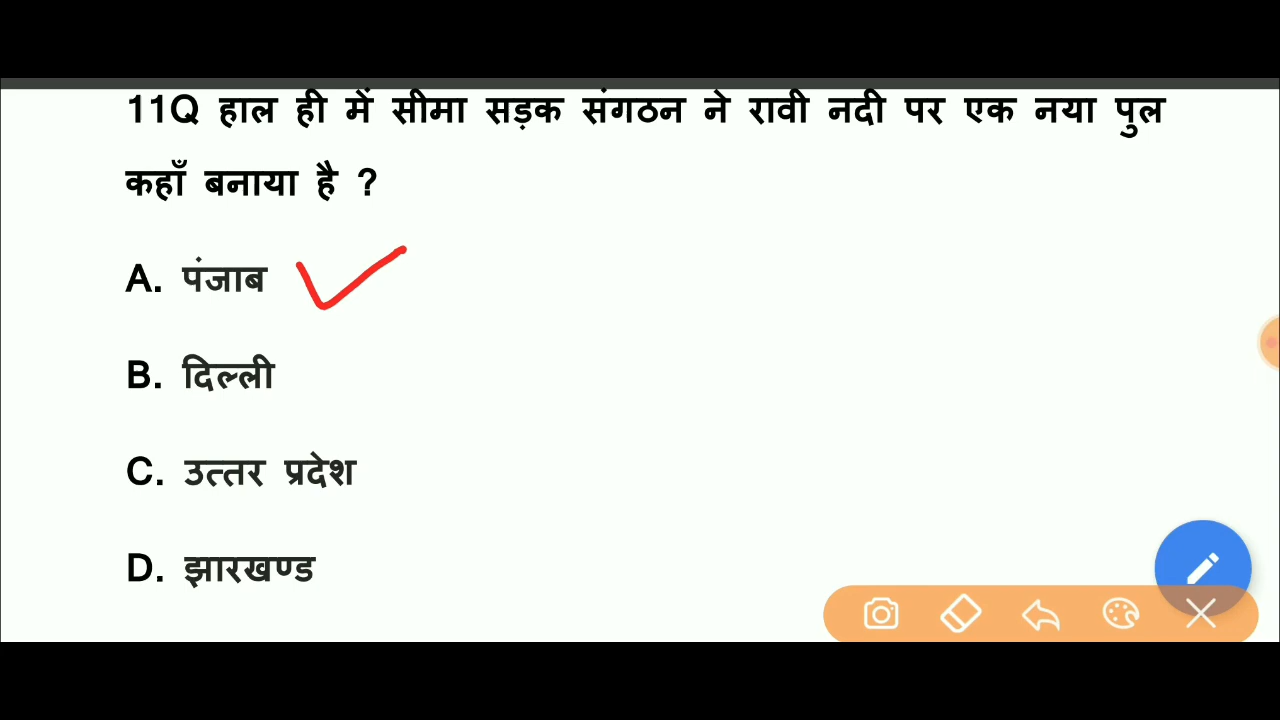 11Q हाल ही में सीमा सड़क संगठन ने रावी नदी पर एक नया पुल
कहाँ बनाया है ?
A. पंजाब
B. दिल्ली
C. उत्तर प्रदेश
D. झारखण्ड